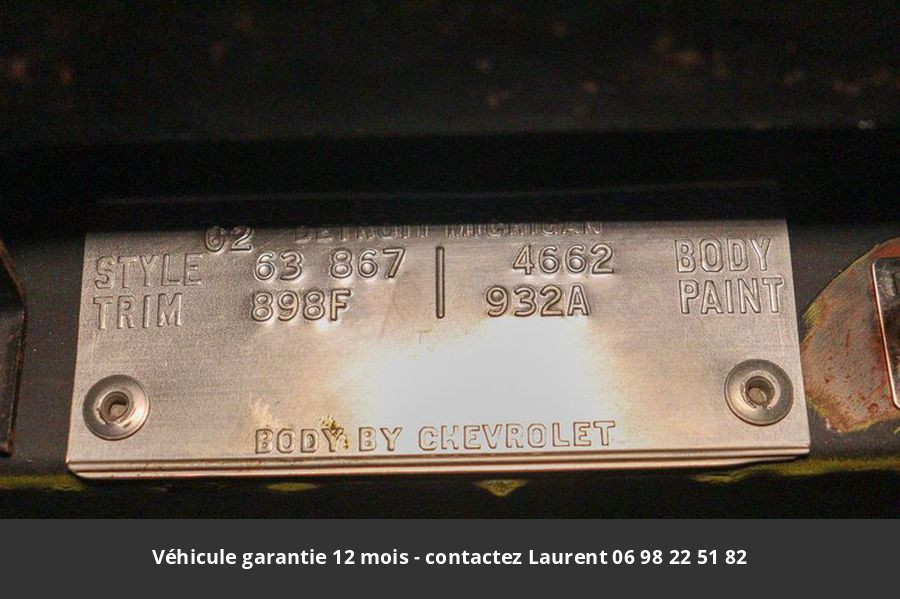 62 DETROIT MICHIGAN
STYLE 63 867 4662 BODY
TRIM 898F 932A PAINT
BODY BY CHEVROLET
Véhicule garantie 12 mois - contactez Laurent 06 98 22 51 82